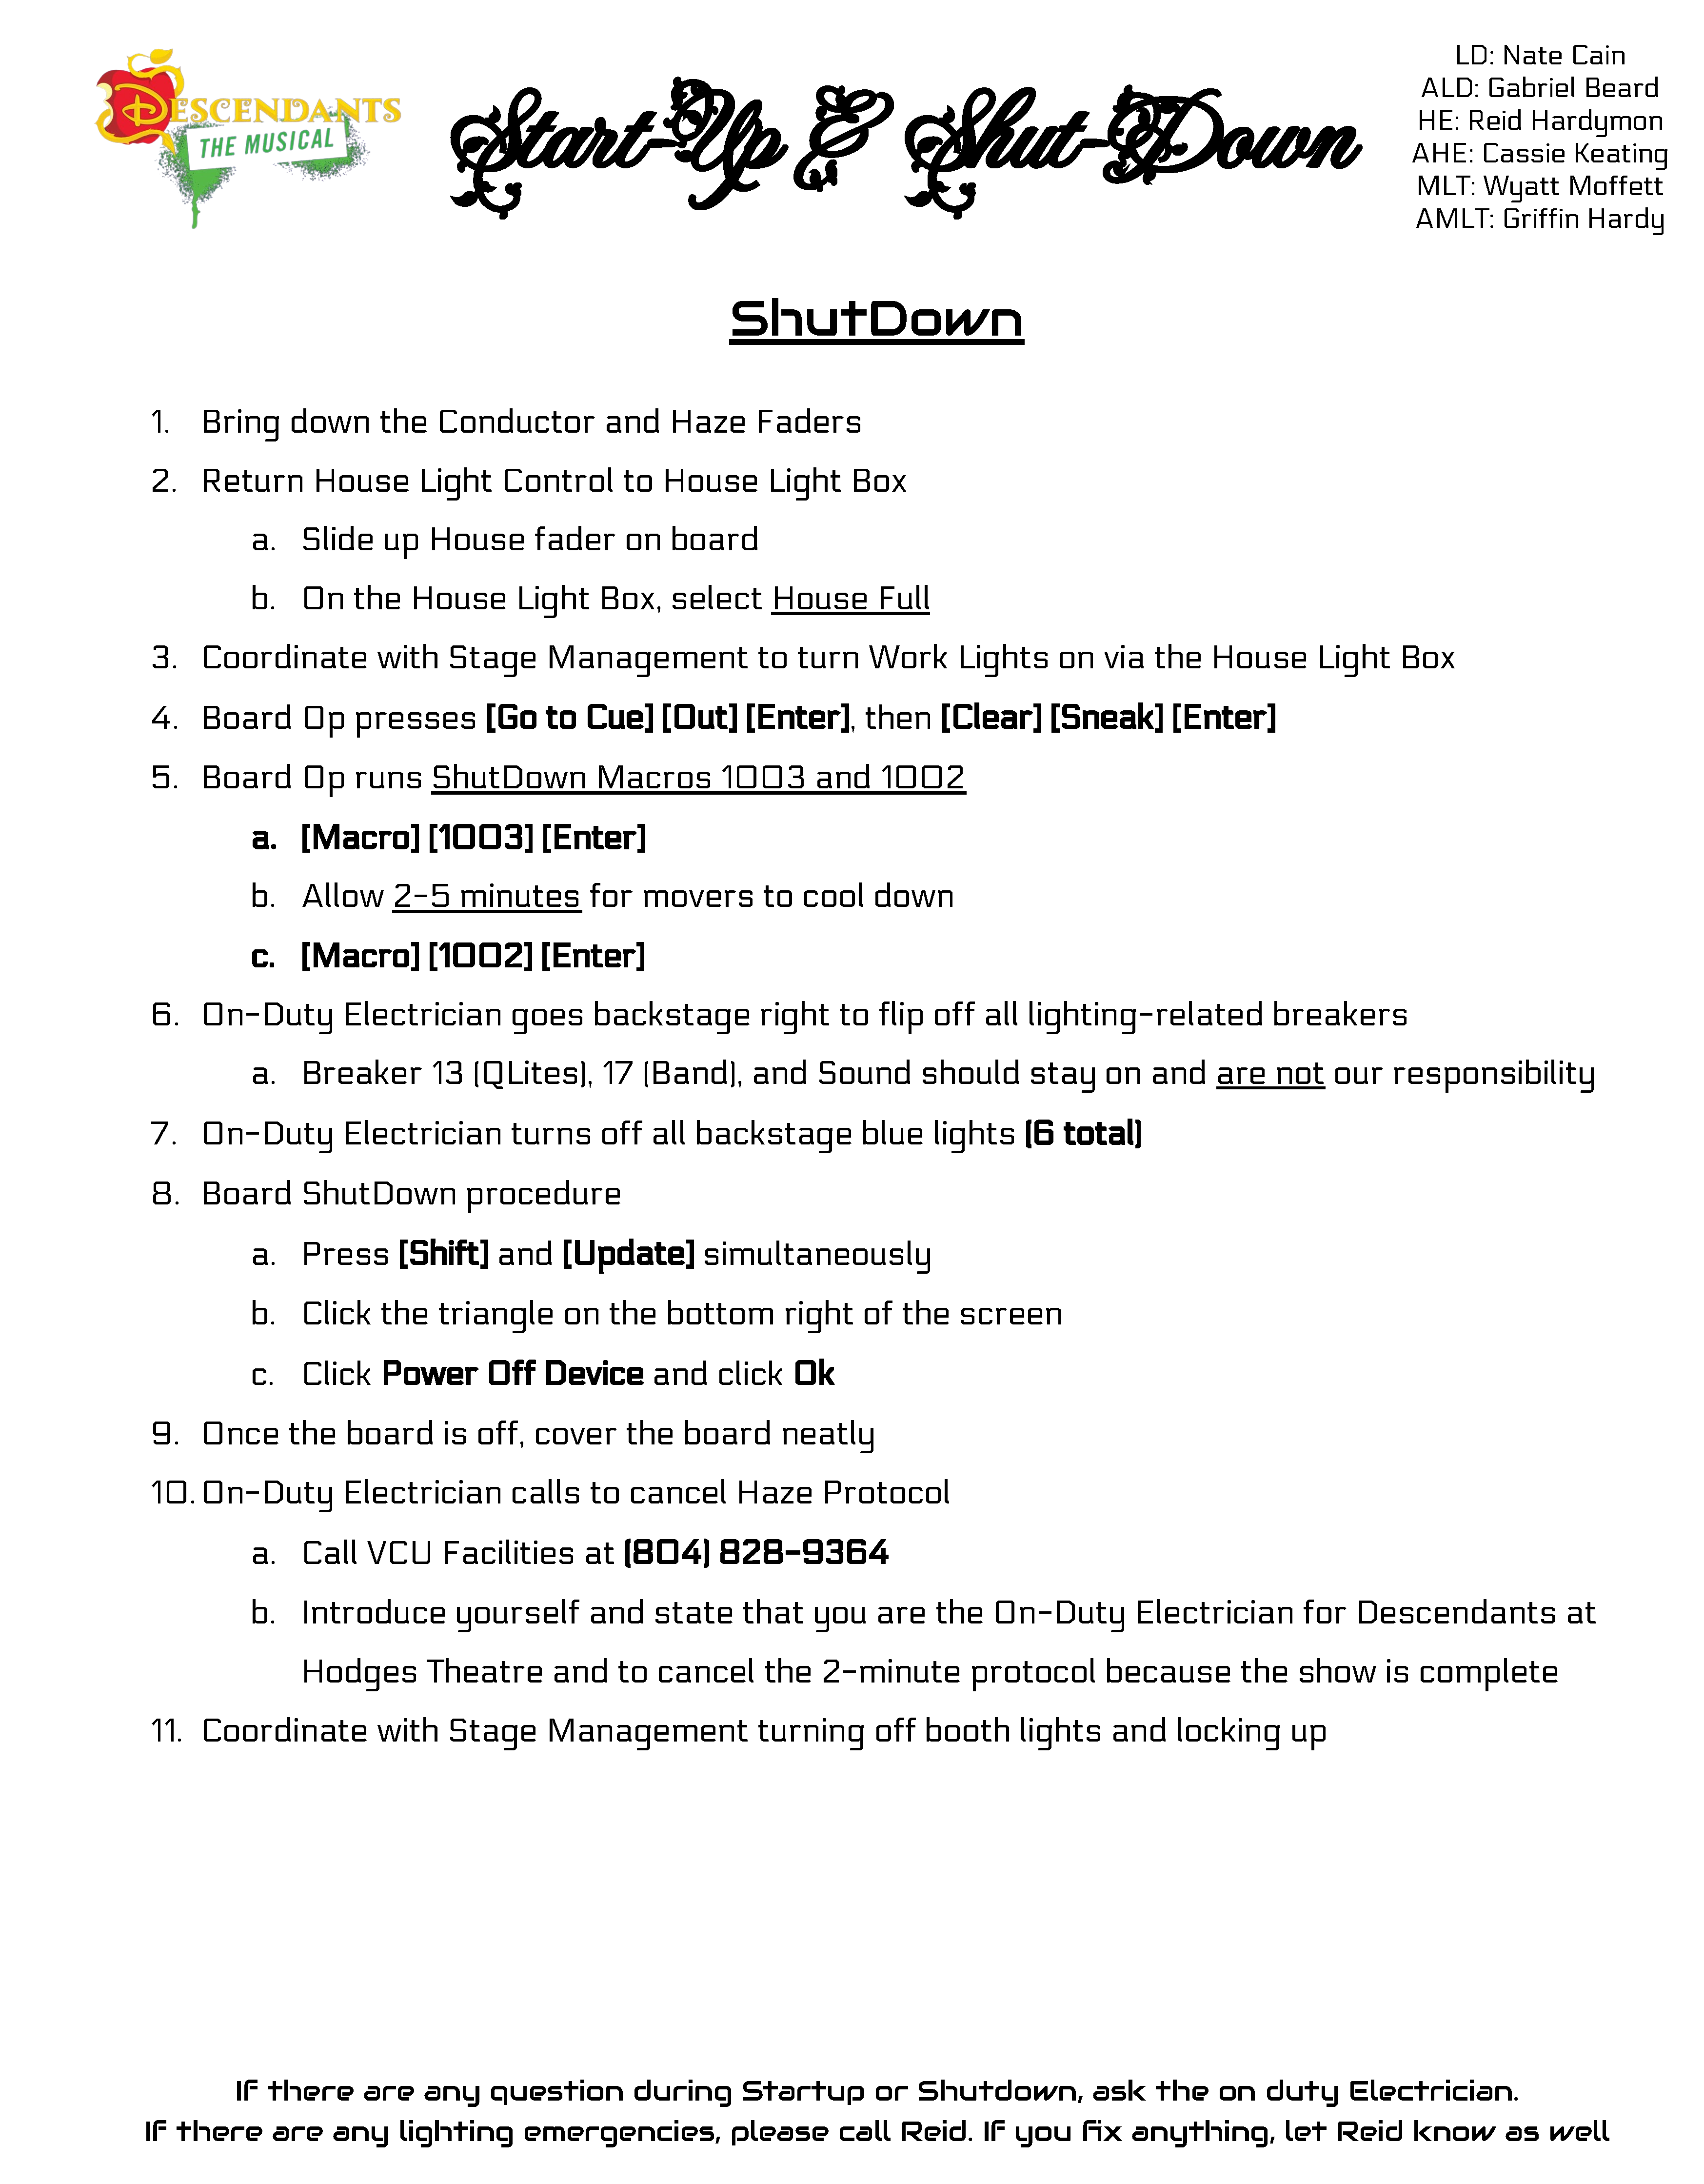 DESCENDANTS
THE MUSICAL
Start-Up & Shut-Down
LD: Nate Cain
ALD: Gabriel Beard
HE: Reid Hardymon
AHE: Cassie Keating
MLT: Wyatt Moffett
AMLT: Griffin Hardy
ShutDown
1. Bring down the Conductor and Haze Faders
2. Return House Light Control to House Light Box
a. Slide up House fader on board
b. On the House Light Box, select House Full
3. Coordinate with Stage Management to turn Work Lights on via the House Light Box
4. Board Op presses [Go to Cue] [Out] [Enter], then [Clear] [Sneak] [Enter]
5. Board Op runs ShutDown Macros 1003 and 1002
a. [Macro] [1003] [Enter]
b. Allow 2-5 minutes for movers to cool down
c. [Macro] [1002] [Enter]
6. On-Duty Electrician goes backstage right to flip off all lighting-related breakers
a. Breaker 13 (QLites), 17 (Band), and Sound should stay on and are not our responsibility
7. On-Duty Electrician turns off all backstage blue lights (6 total)
8. Board ShutDown procedure
a. Press [Shift] and [Update] simultaneously
b. Click the triangle on the bottom right of the screen
c. Click Power Off Device and click Ok
9. Once the board is off, cover the board neatly
10. On-Duty Electrician calls to cancel Haze Protocol
a. Call VCU Facilities at (804) 828-9364
b. Introduce yourself and state that you are the On-Duty Electrician for Descendants at
Hodges Theatre and to cancel the 2-minute protocol because the show is complete
11. Coordinate with Stage Management turning off booth lights and locking up
If there are any question during Startup or Shutdown, ask the on duty Electrician.
If there are any lighting emergencies, please call Reid. If you fix anything, let Reid know as well